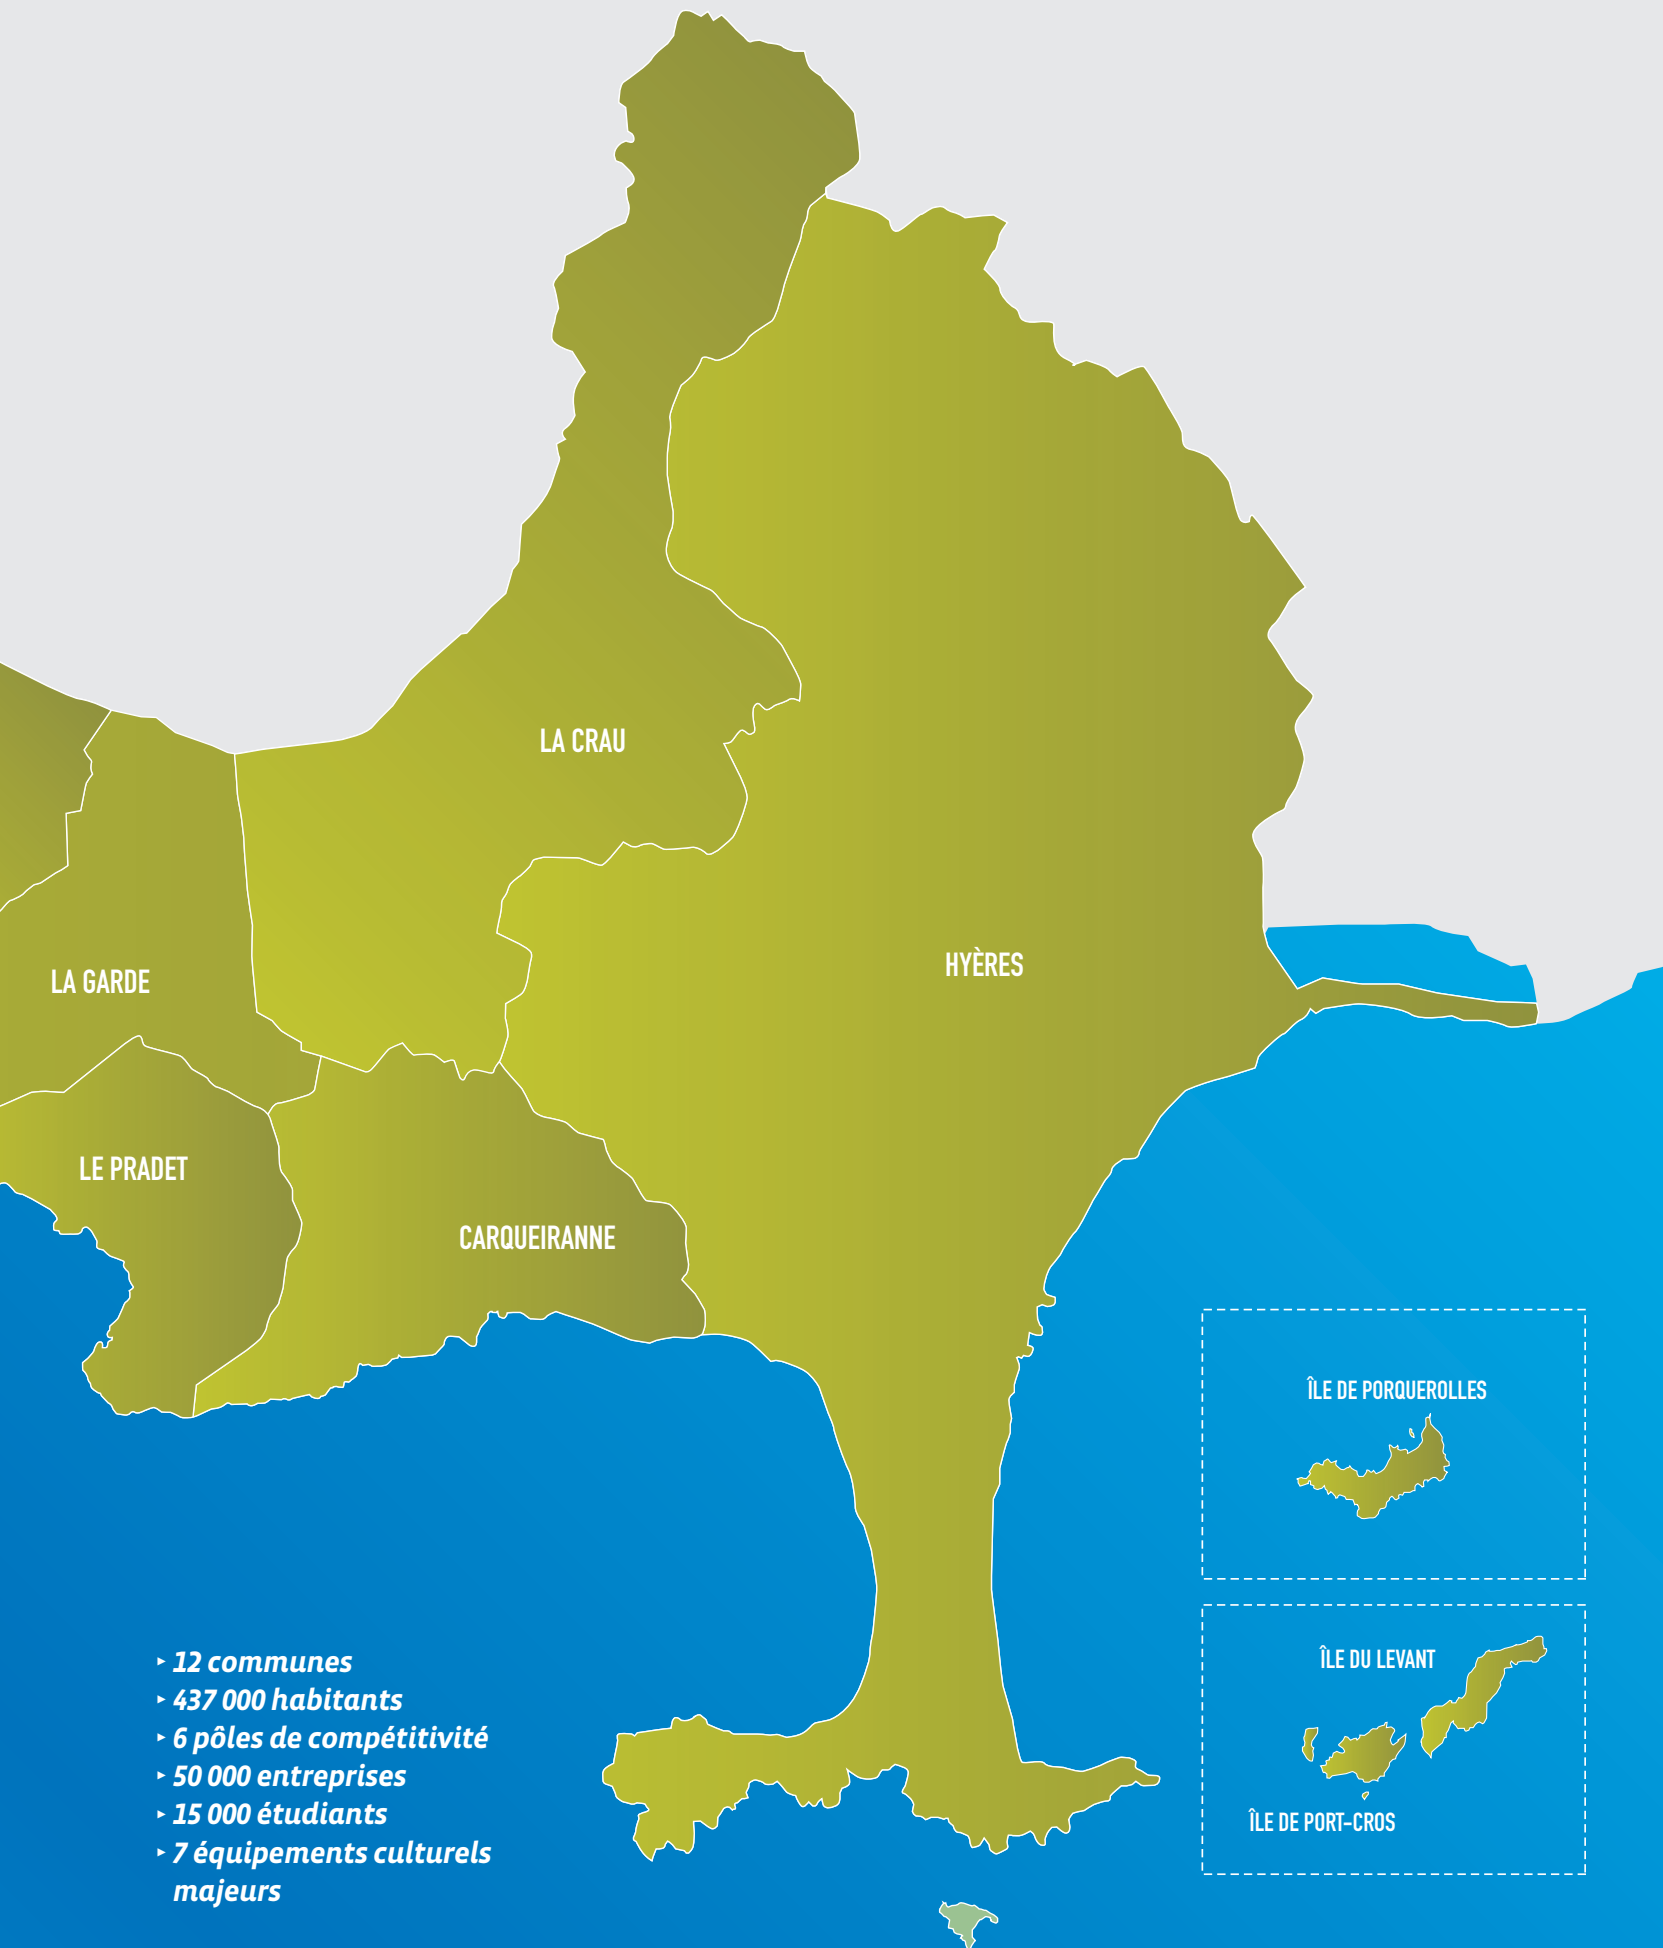 LA CRAU
HYÈRES
LA GARDE
LE PRADET
CARQUEIRANNE
ÎLE DE PORQUEROLLES
ÎLE DU LEVANT
ÎLE DE PORT-CROS
‣ 12 communes
‣ 437 000 habitants
‣ 6 pôles de compétitivité
‣ 50 000 entreprises
‣ 15 000 étudiants
‣ 7 équipements culturels
majeurs